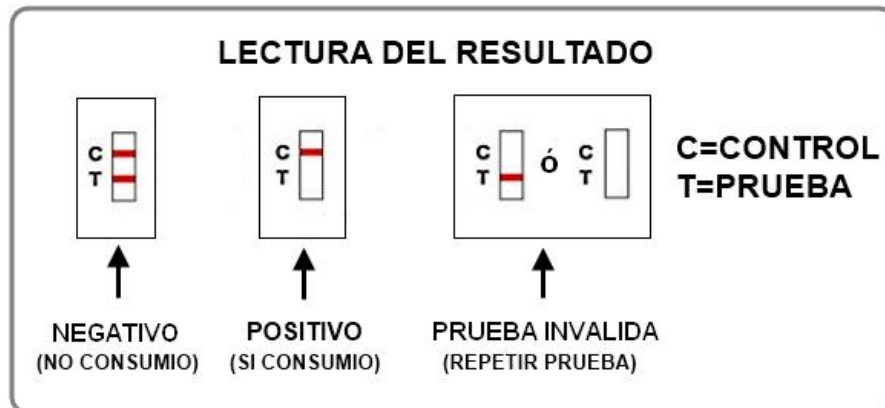 LECTURA DEL RESULTADO
C
T
C
T
C
T
ó
C
T
C=CONTROL
T=PRUEBA
NEGATIVO
(NO CONSUMIO)
POSITIVO
(SI CONSUMIO)
PRUEBA INVALIDA
(REPETIR PRUEBA)